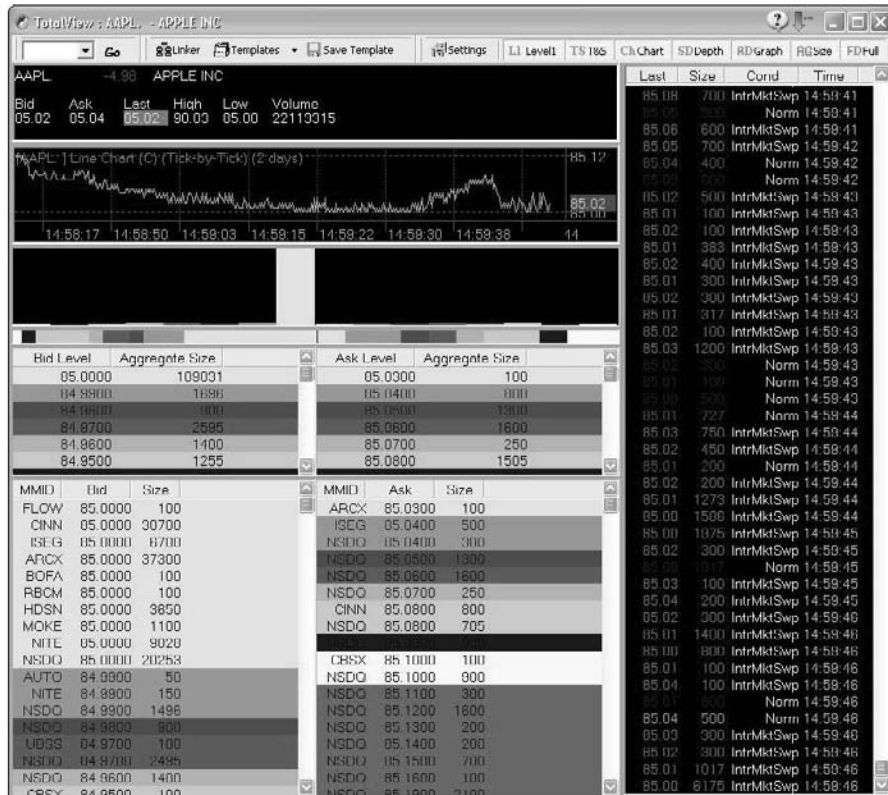 TotalView : AAPL. - APPLE INC
Go Linker Templates Save Template Settings L1 Level1 TS T&S Ch Chart SD Depth RD Graph RG Size FD Full
AAPL. -4.98 APPLE INC
Bid Ask Last High Low Volume
85.02 85.04 85.02 90.03 85.00 22113315
[AAPL. ] Line Chart (C) (Tick-by-Tick) (2 days)
85.12
85.02
85.00
14:58:17 14:58:50 14:59:03 14:59:15 14:59:22 14:59:30 14:59:38 44
Bid Level Aggregate Size
85.0000 109031
84.9900 1696
84.9800 900
84.9700 2595
84.9600 1400
84.9500 1255
Ask Level Aggregate Size
85.0300 100
85.0400 800
85.0500 1300
85.0600 1600
85.0700 250
85.0800 1505
MMID Bid Size
FLOW 85.0000 100
CINN 85.0000 30700
ISEG 85.0000 6700
ARCX 85.0000 37300
BOFA 85.0000 100
RBCM 85.0000 100
HDSN 85.0000 3850
MOKE 85.0000 1100
NITE 85.0000 9028
NSDQ 85.0000 20253
AUTO 84.9900 50
NITE 84.9900 150
NSDQ 84.9900 1496
NSDQ 84.9800 900
UBSS 84.9700 100
NSDQ 84.9700 2495
NSDQ 84.9600 1400
CBSX 84.9500 100
MMID Ask Size
ARCX 85.0300 100
ISEG 85.0400 500
NSDQ 85.0400 300
NSDQ 85.0500 1300
NSDQ 85.0600 1600
NSDQ 85.0700 250
CINN 85.0800 800
NSDQ 85.0800 705
CBSX 85.1000 100
NSDQ 85.1000 900
NSDQ 85.1100 300
NSDQ 85.1200 1600
NSDQ 85.1300 200
NSDQ 85.1400 200
NSDQ 85.1500 700
NSDQ 85.1600 100
NSDQ 85.1900 2100
Last Size Cond Time
85.08 700 IntrMktSwp 14:59:41
Norm 14:59:41
85.06 600 IntrMktSwp 14:59:41
85.05 700 IntrMktSwp 14:59:42
85.04 400 Norm 14:59:42
Norm 14:59:42
85.02 500 IntrMktSwp 14:59:43
85.01 100 IntrMktSwp 14:59:43
85.02 100 IntrMktSwp 14:59:43
85.01 383 IntrMktSwp 14:59:43
85.02 400 IntrMktSwp 14:59:43
85.01 300 IntrMktSwp 14:59:43
85.02 300 IntrMktSwp 14:59:43
85.01 317 IntrMktSwp 14:59:43
85.02 100 IntrMktSwp 14:59:43
85.03 1200 IntrMktSwp 14:59:43
Norm 14:59:43
Norm 14:59:43
Norm 14:59:43
85.01 727 Norm 14:59:44
85.03 750 IntrMktSwp 14:59:44
85.02 450 IntrMktSwp 14:59:44
85.01 200 Norm 14:59:44
85.02 200 IntrMktSwp 14:59:44
85.01 1273 IntrMktSwp 14:59:44
85.00 1506 IntrMktSwp 14:59:44
85.00 1975 IntrMktSwp 14:59:45
85.02 300 IntrMktSwp 14:59:45
Norm 14:59:45
85.03 100 IntrMktSwp 14:59:45
85.04 200 IntrMktSwp 14:59:45
85.02 300 IntrMktSwp 14:59:46
85.01 1400 IntrMktSwp 14:59:46
85.00 800 IntrMktSwp 14:59:46
85.01 100 IntrMktSwp 14:59:46
85.04 100 IntrMktSwp 14:59:46
Norm 14:59:46
85.04 500 Norm 14:59:46
85.03 300 IntrMktSwp 14:59:46
85.02 300 IntrMktSwp 14:59:46
85.01 1017 IntrMktSwp 14:59:46
85.00 6175 IntrMktSwp 14:59:46